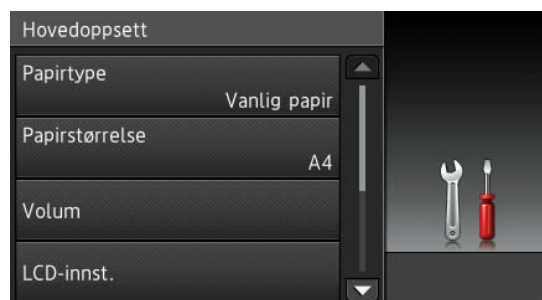 Hovedoppsett
Papirtype
Vanlig papir
Papirstørrelse
A4
Volum
LCD-innst.